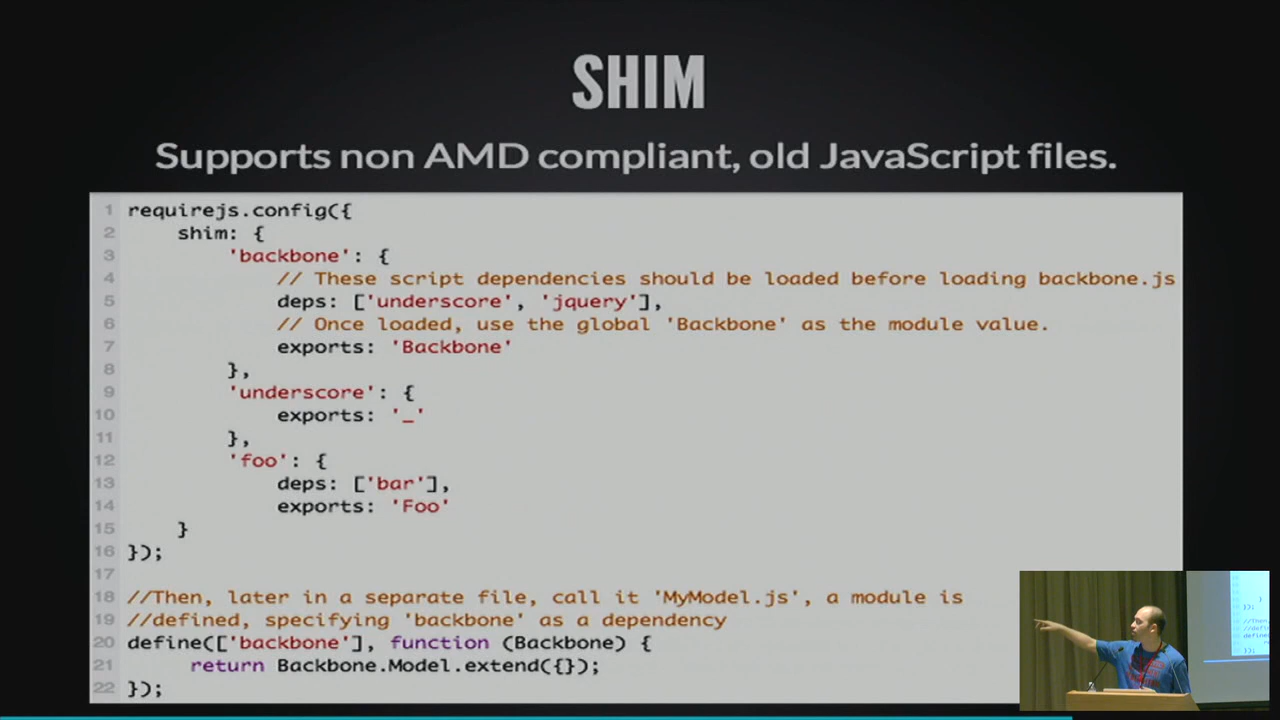 SHIM
Supports non AMD compliant, old JavaScript files.
1 requirejs.config({
2     shim: {
3         'backbone': {
4             // These script dependencies should be loaded before loading backbone.js
5             deps: ['underscore', 'jquery'],
6             // Once loaded, use the global 'Backbone' as the module value.
7             exports: 'Backbone'
8         },
9         'underscore': {
10             exports: '_'
11         },
12         'foo': {
13             deps: ['bar'],
14             exports: 'Foo'
15     }
16 });
17
18 //Then, later in a separate file, call it 'MyModel.js', a module is
19 //defined, specifying 'backbone' as a dependency
20 define(['backbone'], function (Backbone) {
21     return Backbone.Model.extend({});
22 });